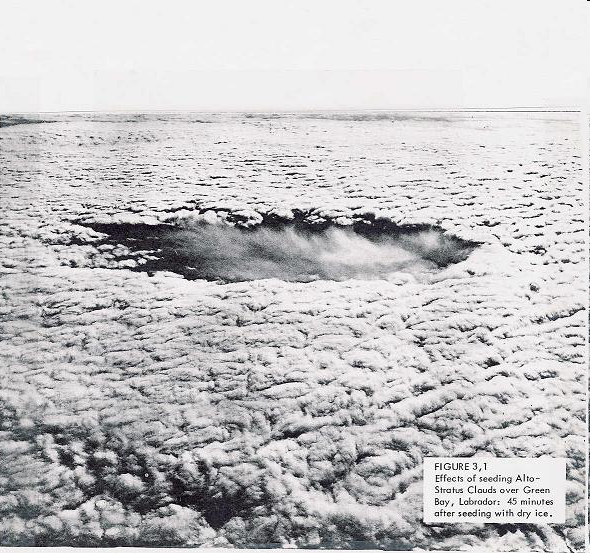 FIGURE 3,1
Effects of seeding Alto-
Stratus Clouds over Green
Bay, Labrador: 45 minutes
after seeding with dry ice.